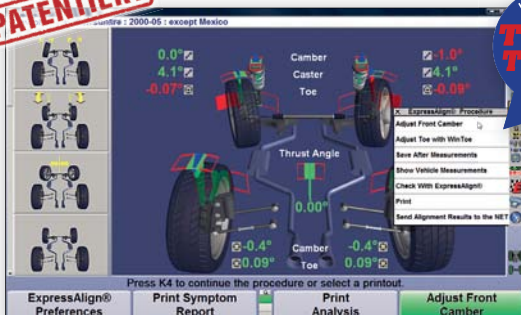 PATENTED
: 2000-05 : except Mexico
0.0° Camber -1.0°
4.1° Caster 4.1°
-0.07° Toe -0.09°
ExpressAlign® Procedure
Adjust Front Camber
Adjust Toe with WinToe
Save After Measurements
Show Vehicle Measurements
Check With ExpressAlign®
Print
Send Alignment Results to the NET
Thrust Angle
0.00°
-0.4° Camber -0.4°
0.09° Toe 0.09°
Press K4 to continue the procedure or select a printout.
ExpressAlign® Preferences
Print Symptom Report
Print Analysis
Adjust Front Camber